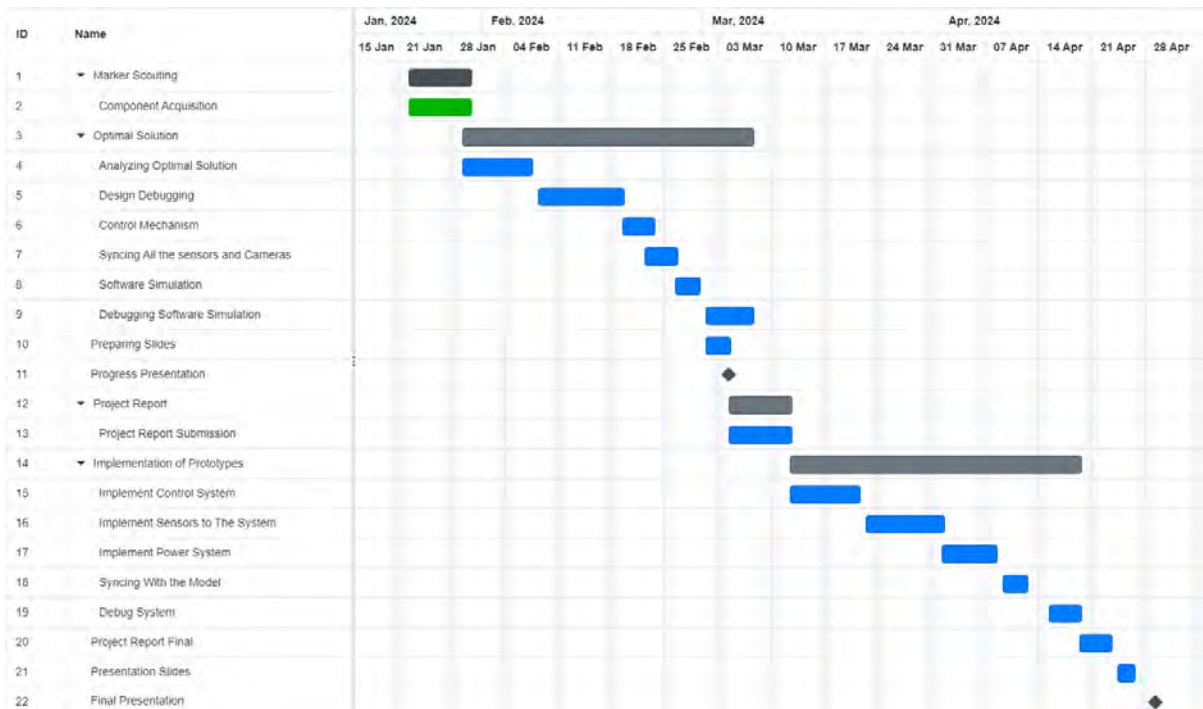 Jan, 2024 Feb, 2024 Mar, 2024 Apr, 2024
ID Name
15 Jan 21 Jan 28 Jan 04 Feb 11 Feb 18 Feb 25 Feb 03 Mar 10 Mar 17 Mar 24 Mar 31 Mar 07 Apr 14 Apr 21 Apr 28 Apr
1 Marker Scouting
2 Component Acquisition
3 Optimal Solution
4 Analyzing Optimal Solution
5 Design Debugging
6 Control Mechanism
7 Syncing All the sensors and Cameras
8 Software Simulation
9 Debugging Software Simulation
10 Preparing Slides
11 Progress Presentation
12 Project Report
13 Project Report Submission
14 Implementation of Prototypes
15 Implement Control System
16 Implement Sensors to The System
17 Implement Power System
18 Syncing With the Model
19 Debug System
20 Project Report Final
21 Presentation Slides
22 Final Presentation